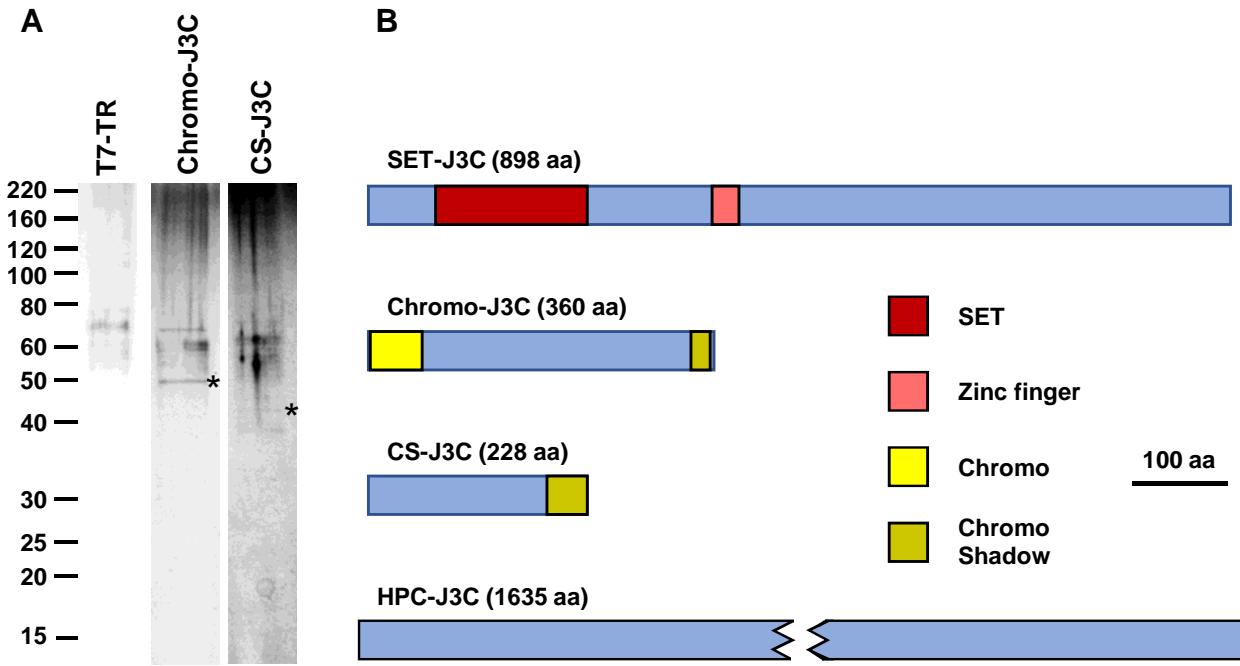 A
T7-TR
Chromo-J3C
CS-J3C
220
160
120
100
80
60
50
40
30
25
20
15
*
*
B
SET-J3C (898 aa)
Chromo-J3C (360 aa)
CS-J3C (228 aa)
HPC-J3C (1635 aa)
SET
Zinc finger
Chromo
Chromo
Shadow
100 aa